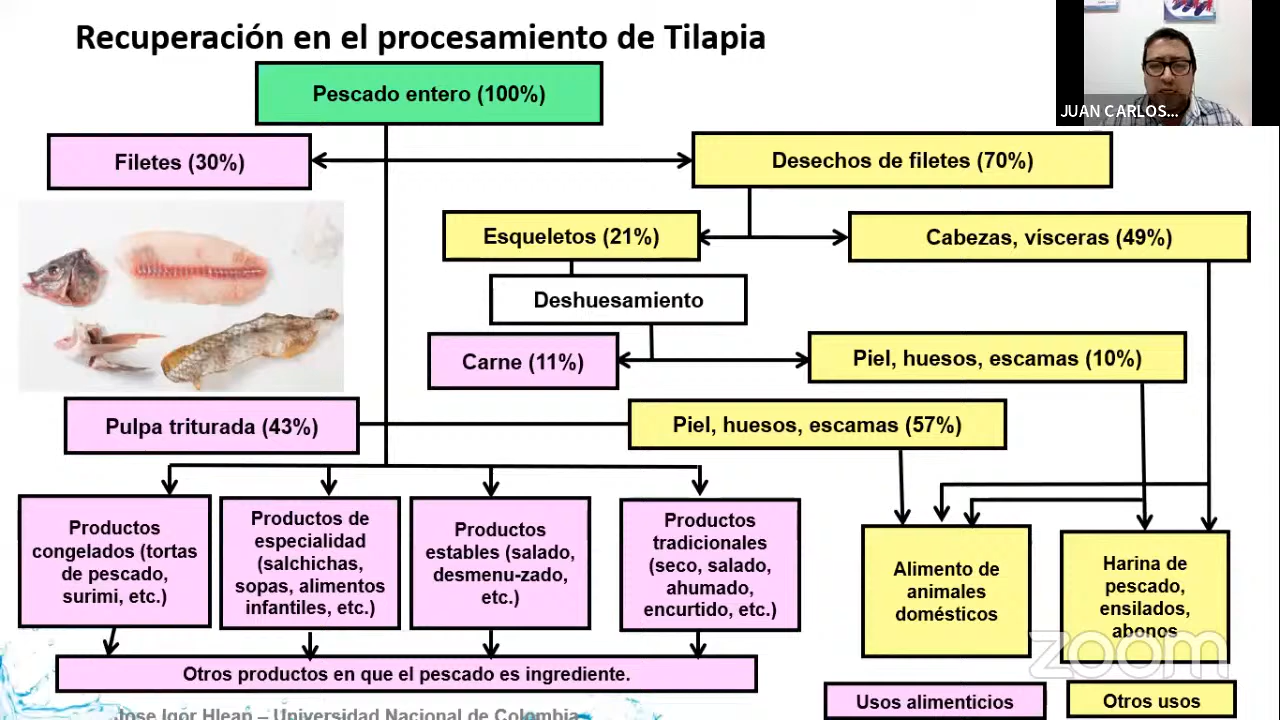 Recuperación en el procesamiento de Tilapia
JUAN CARLOS...
Pescado entero (100%)
Filetes (30%)
Desechos de filetes (70%)
Esqueletos (21%)
Cabezas, vísceras (49%)
Deshuesamiento
Carne (11%)
Piel, huesos, escamas (10%)
Pulpa triturada (43%)
Piel, huesos, escamas (57%)
Productos
congelados (tortas
de pescado,
surimi, etc.)
Productos de
especialidad
(salchichas,
sopas, alimentos
infantiles, etc.)
Productos
estables (salado,
desmenu-zado,
etc.)
Productos
tradicionales
(seco, salado,
ahumado,
encurtido, etc.)
Alimento de
animales
domésticos
Harina de
pescado,
ensilados,
abonos
zoom
Otros productos en que el pescado es ingrediente.
Usos alimenticios
Otros usos
Jose Igor Hleap – Universidad Nacional de Colombia